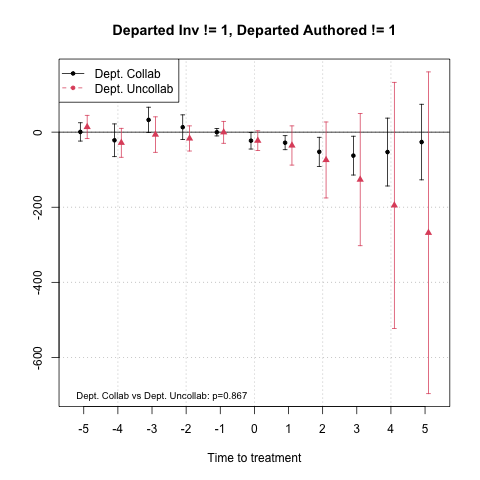 Departed Inv != 1, Departed Authored != 1
Dept. Collab
Dept. Uncollab
0
-200
-400
-600
Dept. Collab vs Dept. Uncollab: p=0.867
-5 -4 -3 -2 -1 0 1 2 3 4 5
Time to treatment